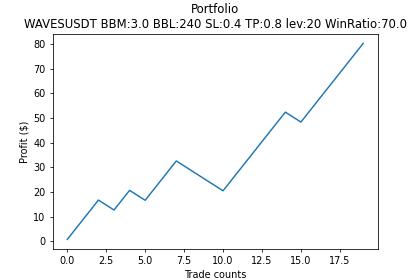 Portfolio
WAVESUSDT BBM:3.0 BBL:240 SL:0.4 TP:0.8 lev:20 WinRatio:70.0
80
70
60
50
40
30
20
10
0
Profit ($)
0.0 2.5 5.0 7.5 10.0 12.5 15.0 17.5
Trade counts